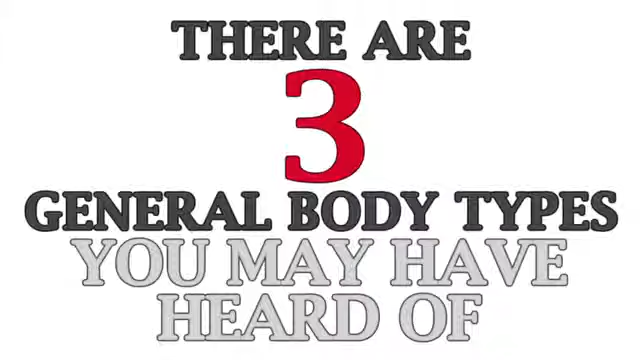 THERE ARE
3
GENERAL BODY TYPES
YOU MAY HAVE
HEARD OF